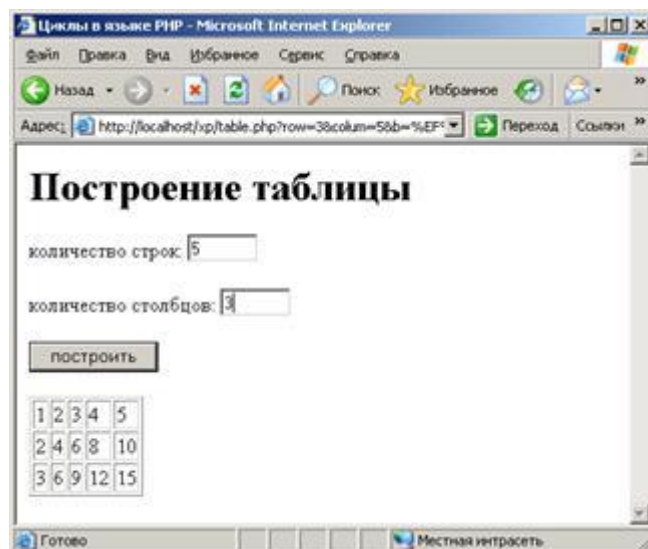 Циклы в языке PHP - Microsoft Internet Explorer
Файл Правка Вид Избранное Сервис Справка
Назад Поиск Избранное »
Адрес: http://localhost/xp/table.php?row=3&colum=5&b=%EF Переход Ссылки »
Построение таблицы
количество строк: 5
количество столбцов: 3
построить
1 2 3 4 5
2 4 6 8 10
3 6 9 12 15
Готово Местная интрасеть